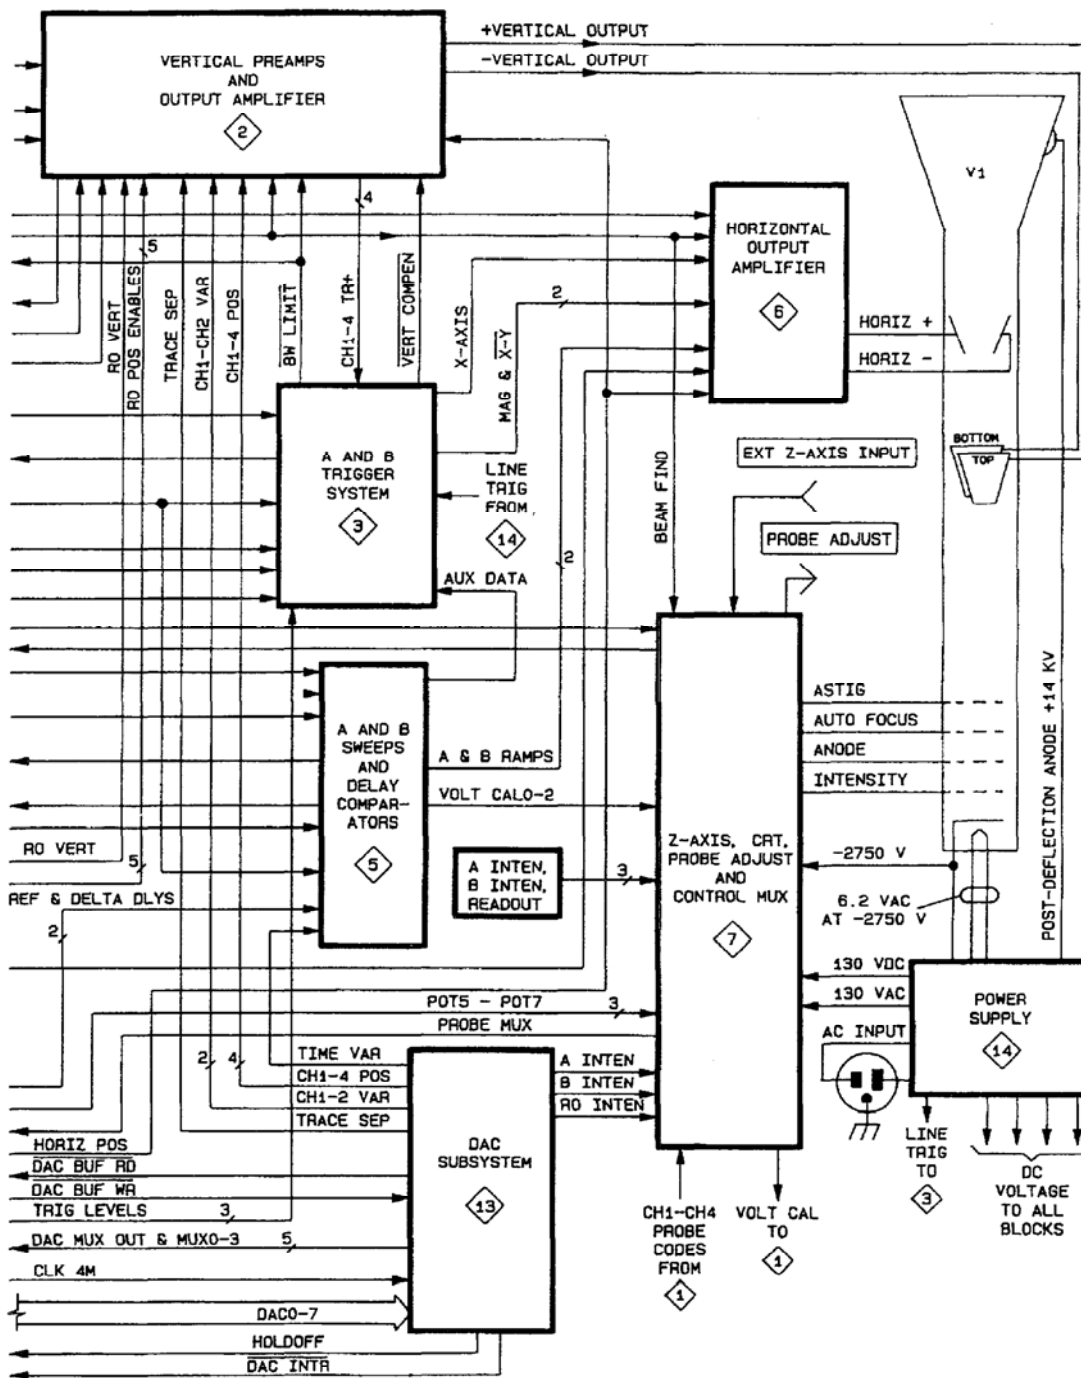 +VERTICAL OUTPUT
-VERTICAL OUTPUT
VERTICAL PREAMPS
AND
OUTPUT AMPLIFIER
2
V1
4
5
HORIZONTAL
OUTPUT
AMPLIFIER
6
RO VERT
RO POS ENABLES
TRACE SEP
CH1-CH2 VAR
CH1-4 POS
BW LIMIT
CH1-4 TR+
VERT COMPEN
X-AXIS
MAG & X-Y
2
HORIZ +
HORIZ -
A AND B
TRIGGER
SYSTEM
3
LINE
TRIG
FROM
14
BEAM FIND
EXT Z-AXIS INPUT
BOTTOM
TOP
PROBE ADJUST
2
AUX DATA
POST-DEFLECTION ANODE +14 KV
A AND B
SWEEPS
AND
DELAY
COMPAR-
ATORS
5
ASTIG
AUTO FOCUS
ANODE
INTENSITY
A & B RAMPS
VOLT CAL0-2
RO VERT
5
REF & DELTA DLYS
2
A INTEN,
B INTEN,
READOUT
3
Z-AXIS, CRT,
PROBE ADJUST
AND
CONTROL MUX
7
-2750 V
6.2 VAC
AT -2750 V
130 VDC
130 VAC
AC INPUT
POWER
SUPPLY
14
POT5 - POT7
3
PROBE MUX
TIME VAR
CH1-4 POS
CH1-2 VAR
TRACE SEP
2
4
A INTEN
B INTEN
RO INTEN
DAC
SUBSYSTEM
13
HORIZ POS
DAC BUF RD
DAC BUF WR
TRIG LEVELS
3
DAC MUX OUT & MUX0-3
5
CLK 4M
DAC0-7
HOLDOFF
DAC INTR
CH1-CH4
PROBE
CODES
FROM
1
VOLT CAL
TO
1
LINE
TRIG
TO
3
DC
VOLTAGE
TO ALL
BLOCKS